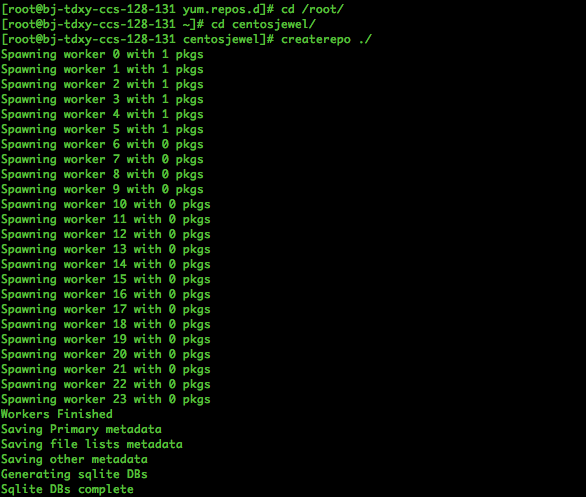 [root@bj-tdxy-ccs-128-131 yum.repos.d]# cd /root/
[root@bj-tdxy-ccs-128-131 ~]# cd centosjewel/
[root@bj-tdxy-ccs-128-131 centosjewel]# createrepo ./
Spawning worker 0 with 1 pkgs
Spawning worker 1 with 1 pkgs
Spawning worker 2 with 1 pkgs
Spawning worker 3 with 1 pkgs
Spawning worker 4 with 1 pkgs
Spawning worker 5 with 1 pkgs
Spawning worker 6 with 0 pkgs
Spawning worker 7 with 0 pkgs
Spawning worker 8 with 0 pkgs
Spawning worker 9 with 0 pkgs
Spawning worker 10 with 0 pkgs
Spawning worker 11 with 0 pkgs
Spawning worker 12 with 0 pkgs
Spawning worker 13 with 0 pkgs
Spawning worker 14 with 0 pkgs
Spawning worker 15 with 0 pkgs
Spawning worker 16 with 0 pkgs
Spawning worker 17 with 0 pkgs
Spawning worker 18 with 0 pkgs
Spawning worker 19 with 0 pkgs
Spawning worker 20 with 0 pkgs
Spawning worker 21 with 0 pkgs
Spawning worker 22 with 0 pkgs
Spawning worker 23 with 0 pkgs
Workers Finished
Saving Primary metadata
Saving file lists metadata
Saving other metadata
Generating sqlite DBs
Sqlite DBs complete